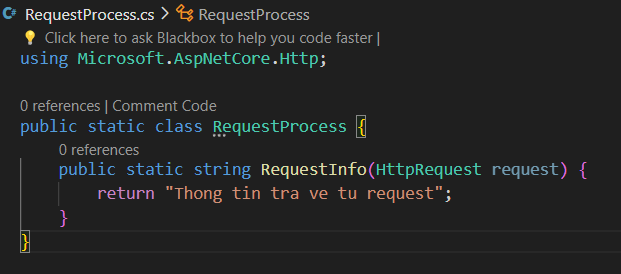 RequestProcess.cs > RequestProcess
Click here to ask Blackbox to help you code faster |
using Microsoft.AspNetCore.Http;
0 references | Comment Code
public static class RequestProcess {
0 references
public static string RequestInfo(HttpRequest request) {
return "Thong tin tra ve tu request";
}
}